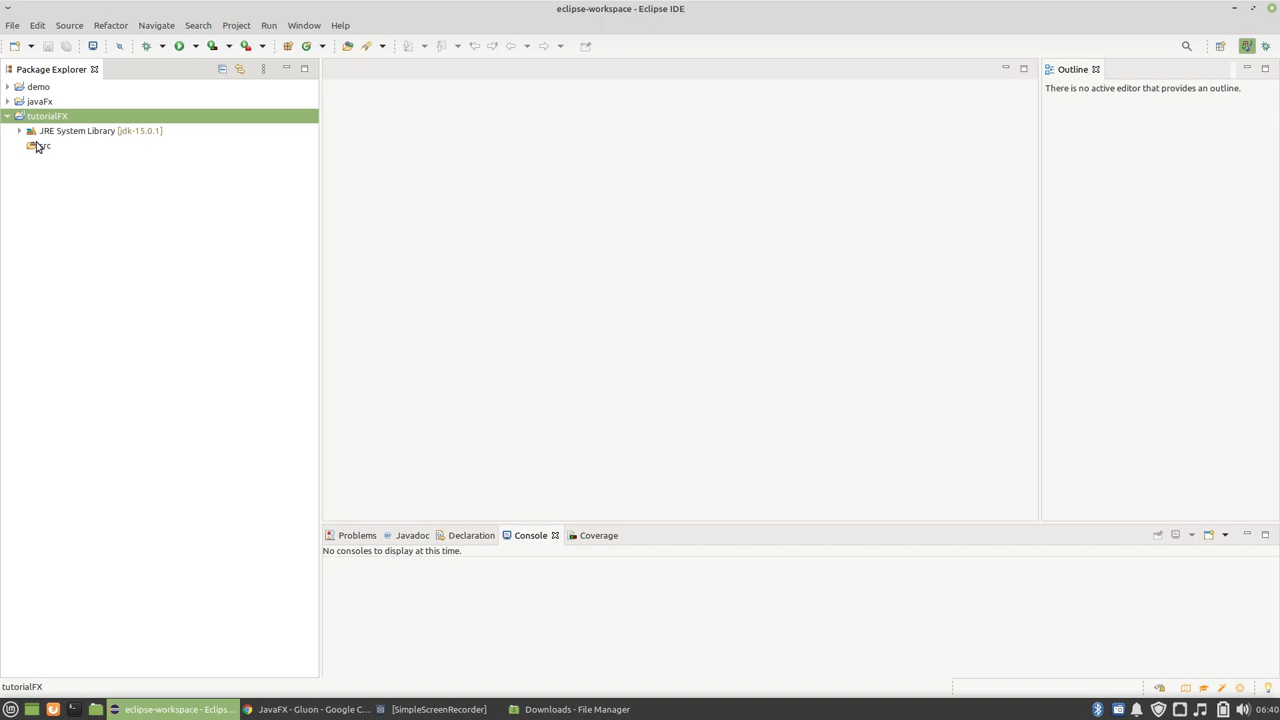 eclipse-workspace - Eclipse IDE
File Edit Source Refactor Navigate Search Project Run Window Help
Package Explorer
Outline
demo
There is no active editor that provides an outline.
javaFx
tutorialFX
JRE System Library [jdk-15.0.1]
src
Problems Javadoc Declaration Console Coverage
No consoles to display at this time.
tutorialFX
eclipse-workspace - Eclips... JavaFX - Gluon - Google C... [SimpleScreenRecorder] Downloads - File Manager 06:40